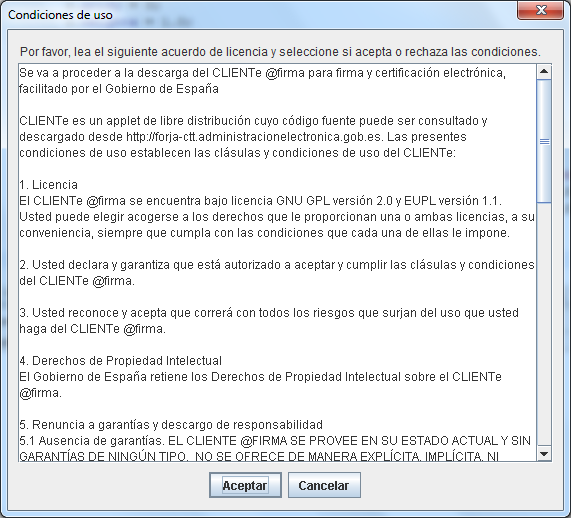 Condiciones de uso
Por favor, lea el siguiente acuerdo de licencia y seleccione si acepta o rechaza las condiciones.
Se va a proceder a la descarga del CLIENTe @firma para firma y certificación electrónica,
facilitado por el Gobierno de España
CLIENTe es un applet de libre distribución cuyo código fuente puede ser consultado y
descargado desde http://forja-ctt.administracionelectronica.gob.es. Las presentes
condiciones de uso establecen las clásulas y condiciones de uso del CLIENTe:
1. Licencia
El CLIENTe @firma se encuentra bajo licencia GNU GPL versión 2.0 y EUPL versión 1.1.
Usted puede elegir acogerse a los derechos que le proporcionan una o ambas licencias, a su
conveniencia, siempre que cumpla con las condiciones que cada una de ellas le impone.
2. Usted declara y garantiza que está autorizado a aceptar y cumplir las clásulas y condiciones
del CLIENTe @firma.
3. Usted reconoce y acepta que correrá con todos los riesgos que surjan del uso que usted
haga del CLIENTe @firma.
4. Derechos de Propiedad Intelectual
El Gobierno de España retiene los Derechos de Propiedad Intelectual sobre el CLIENTe
@firma.
5. Renuncia a garantías y descargo de responsabilidad
5.1 Ausencia de garantías. EL CLIENTE @FIRMA SE PROVEE EN SU ESTADO ACTUAL Y SIN
GARANTÍAS DE NINGÚN TIPO. NO SE OFRECE DE MANERA EXPLÍCITA, IMPLÍCITA, NI
Aceptar
Cancelar